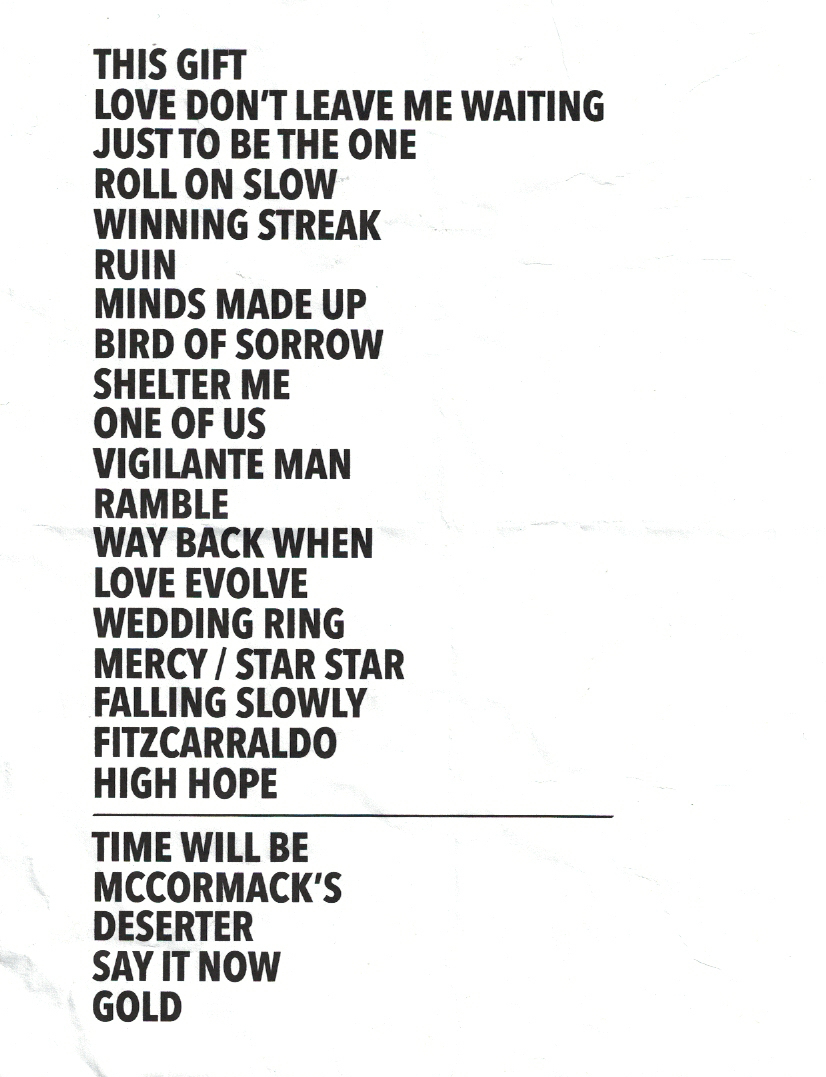 THIS GIFT
LOVE DON'T LEAVE ME WAITING
JUST TO BE THE ONE
ROLL ON SLOW
WINNING STREAK
RUIN
MINDS MADE UP
BIRD OF SORROW
SHELTER ME
ONE OF US
VIGILANTE MAN
RAMBLE
WAY BACK WHEN
LOVE EVOLVE
WEDDING RING
MERCY / STAR STAR
FALLING SLOWLY
FITZCARRALDO
HIGH HOPE
TIME WILL BE
MCCORMACK'S
DESERTER
SAY IT NOW
GOLD